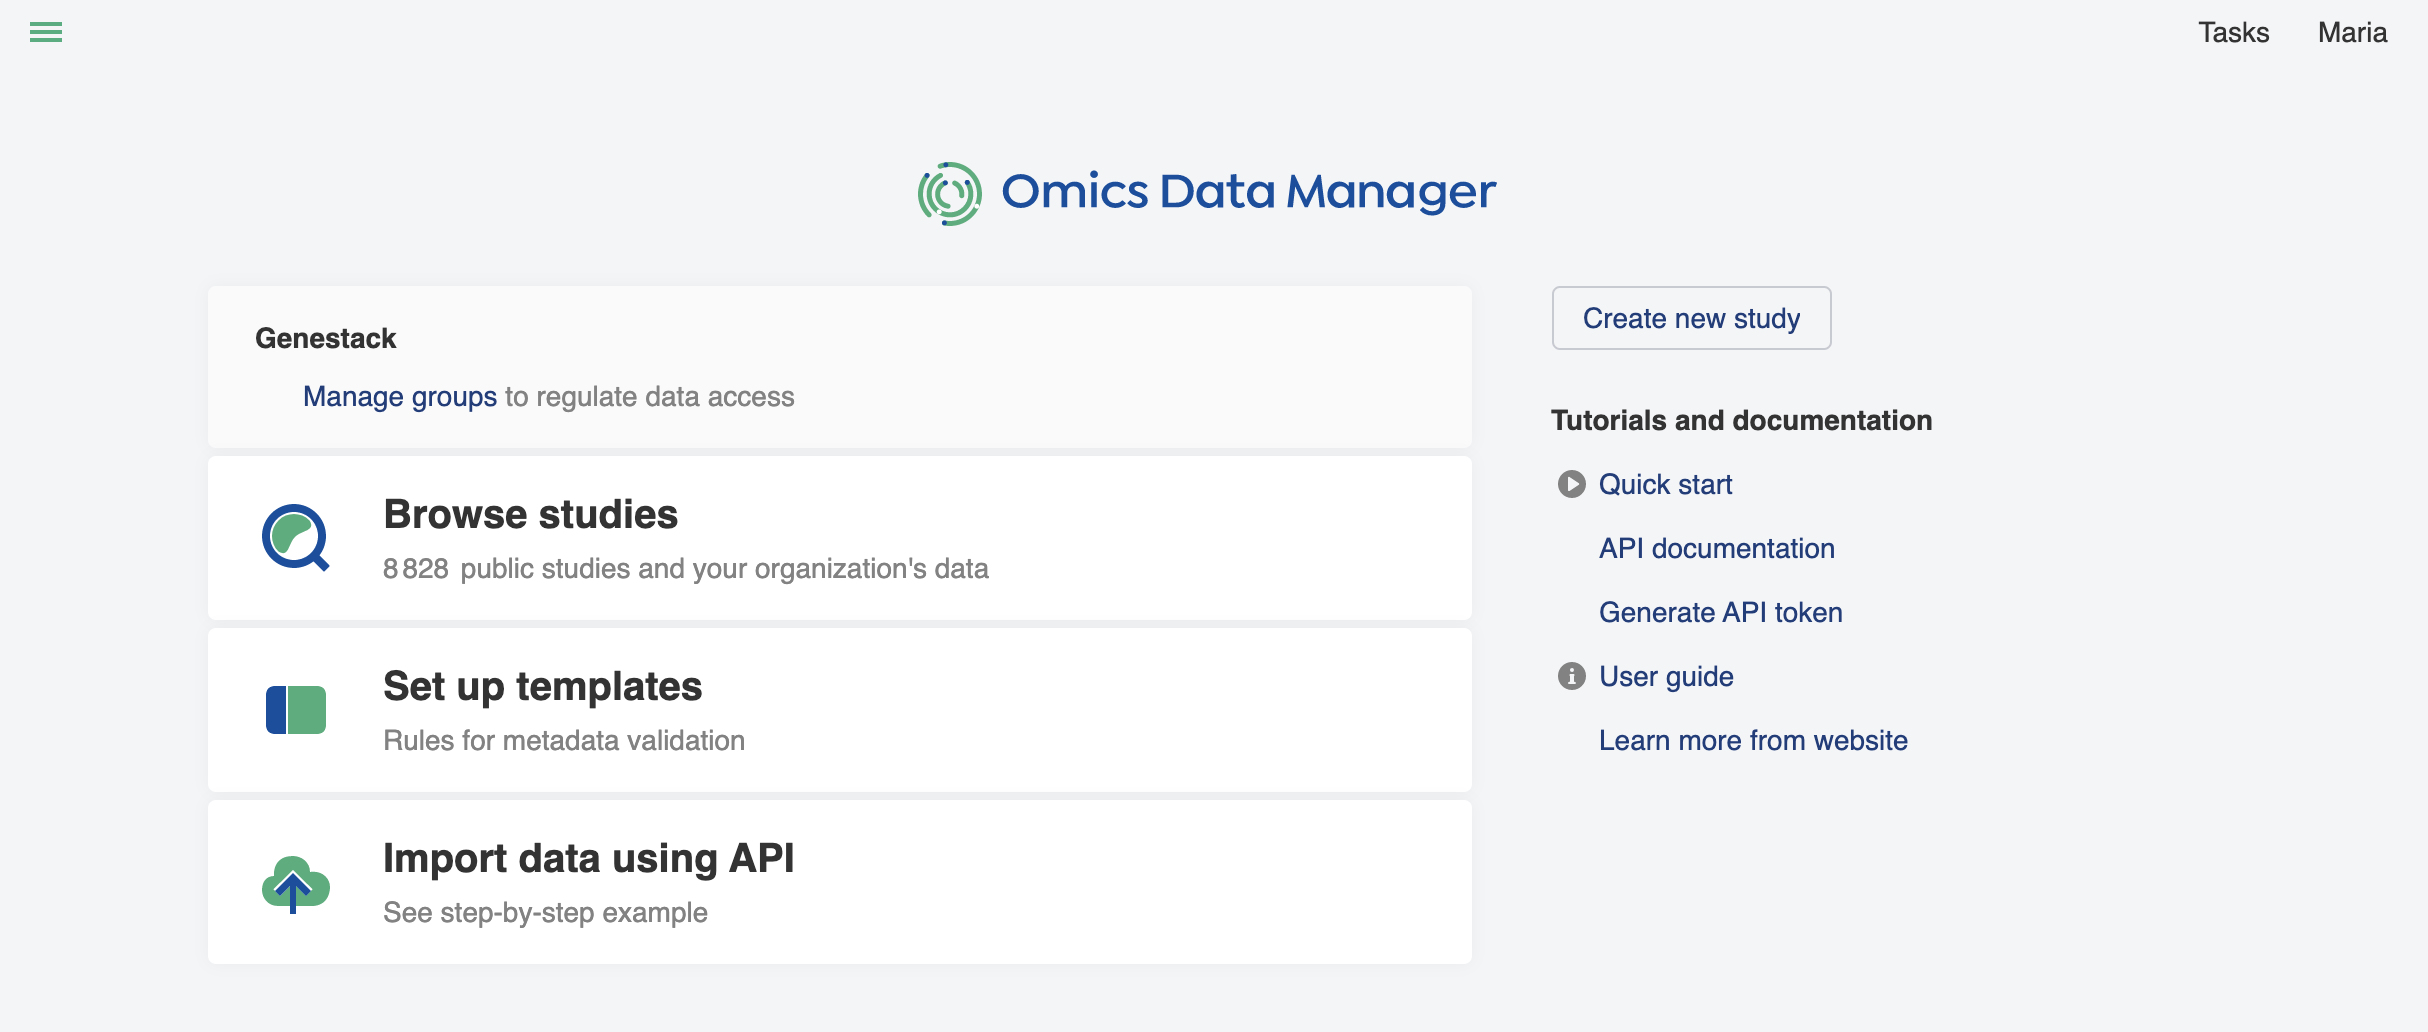 Tasks Maria
Omics Data Manager
Genestack
Manage groups to regulate data access
Browse studies
8 828 public studies and your organization's data
Set up templates
Rules for metadata validation
Import data using API
See step-by-step example
Create new study
Tutorials and documentation
Quick start
API documentation
Generate API token
User guide
Learn more from website